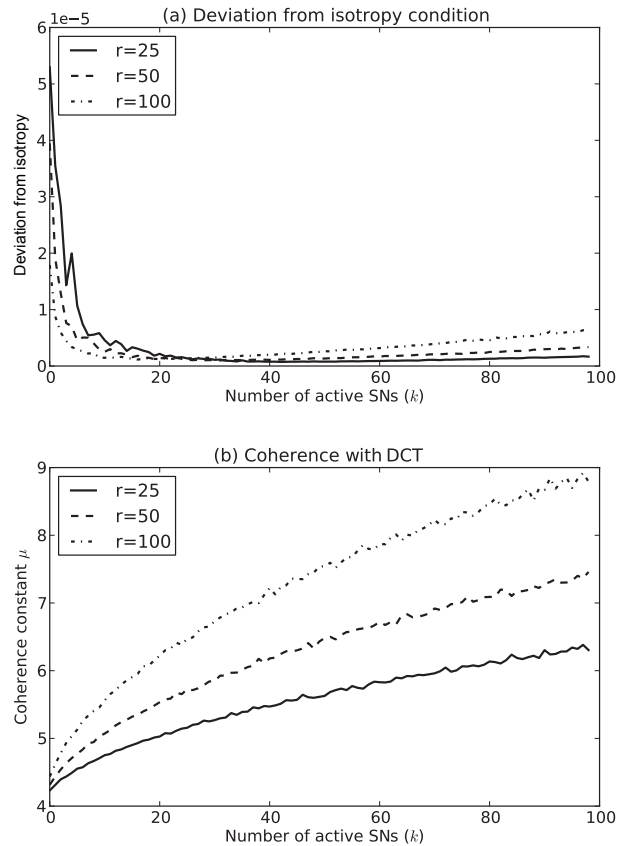 (a) Deviation from isotropy condition
1e−5
6
5
4
3
2
1
0
Deviation from isotropy
r=25
r=50
r=100
0 20 40 60 80 100
Number of active SNs (k)
(b) Coherence with DCT
9
8
7
6
5
4
Coherence constant μ
r=25
r=50
r=100
0 20 40 60 80 100
Number of active SNs (k)